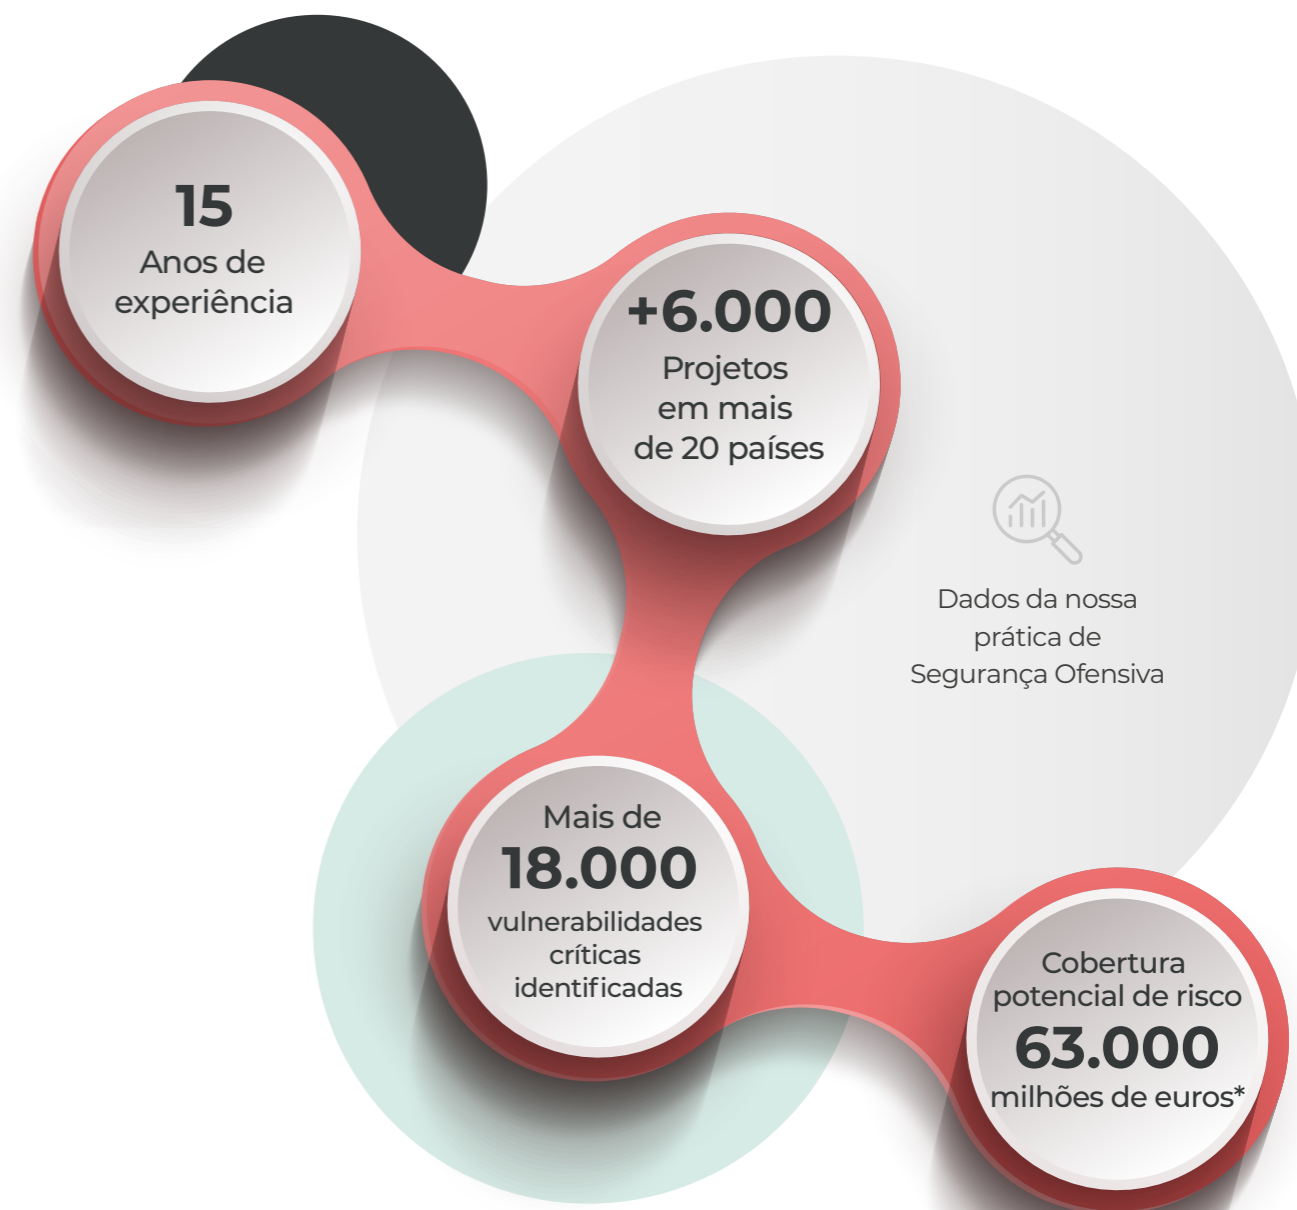 15
Anos de
experiência
+6.000
Projetos
em mais
de 20 países
Dados da nossa
prática de
Segurança Ofensiva
Mais de
18.000
vulnerabilidades
críticas
identificadas
Cobertura
potencial de risco
63.000
milhões de euros*